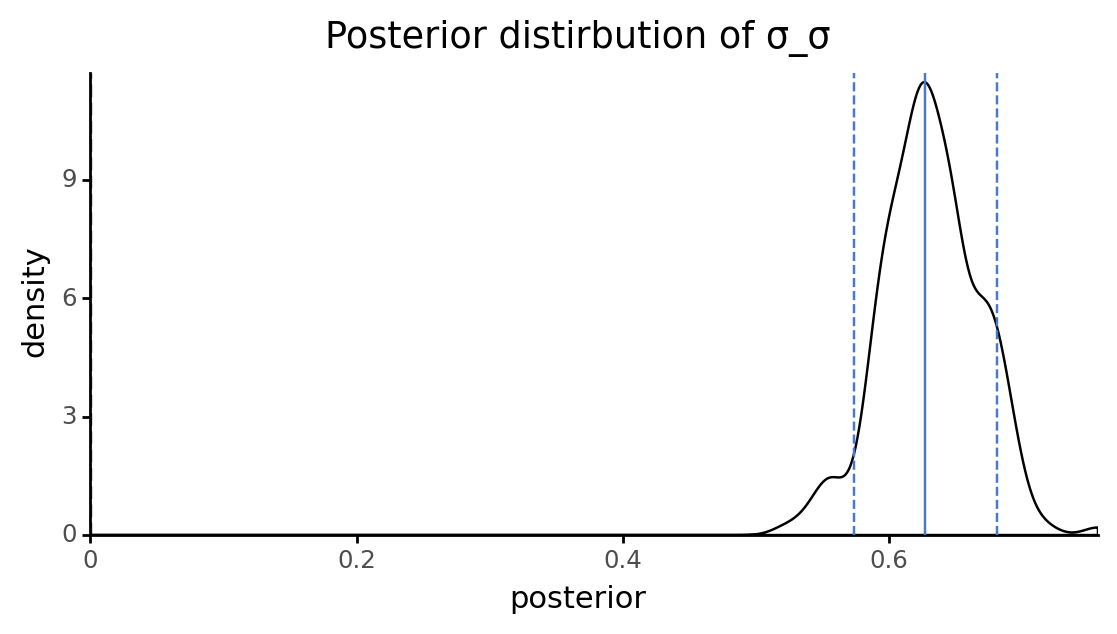 Posterior distirbution of σ_σ
density
9
6
3
0
0 0.2 0.4 0.6
posterior